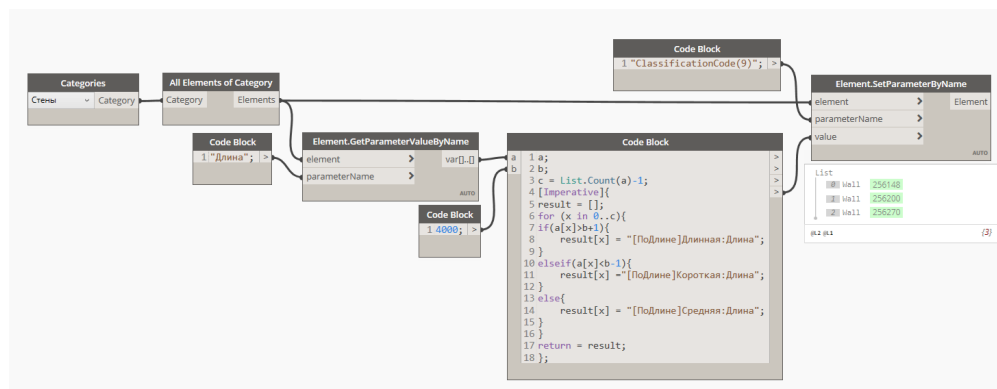 Code Block
1 "ClassificationCode(9)"; >
Categories
Стены Category
All Elements of Category
Category Elements
Element.SetParameterByName
element > Element
parameterName >
value >
AUTO
Code Block
1 "Длина"; >
Element.GetParameterValueByName
element > var[]..[]
parameterName >
AUTO
Code Block
1 4000; >
Code Block
a 1 a; >
b 2 b; >
3 c = List.Count(a)-1; >
4 [Imperative]{ >
5 result = [];
6 for (x in 0..c){
7 if(a[x]>b+1){
8 result[x] = "[ПоДлине]Длинная:Длина";
9 }
10 elseif(a[x]<b-1){
11 result[x] ="[ПоДлине]Короткая:Длина";
12 }
13 else{
14 result[x] = "[ПоДлине]Средняя:Длина";
15 }
16 }
17 return = result;
18 };
List
0 Wall 256148
1 Wall 256200
2 Wall 256270
@L2 @L1 {3}